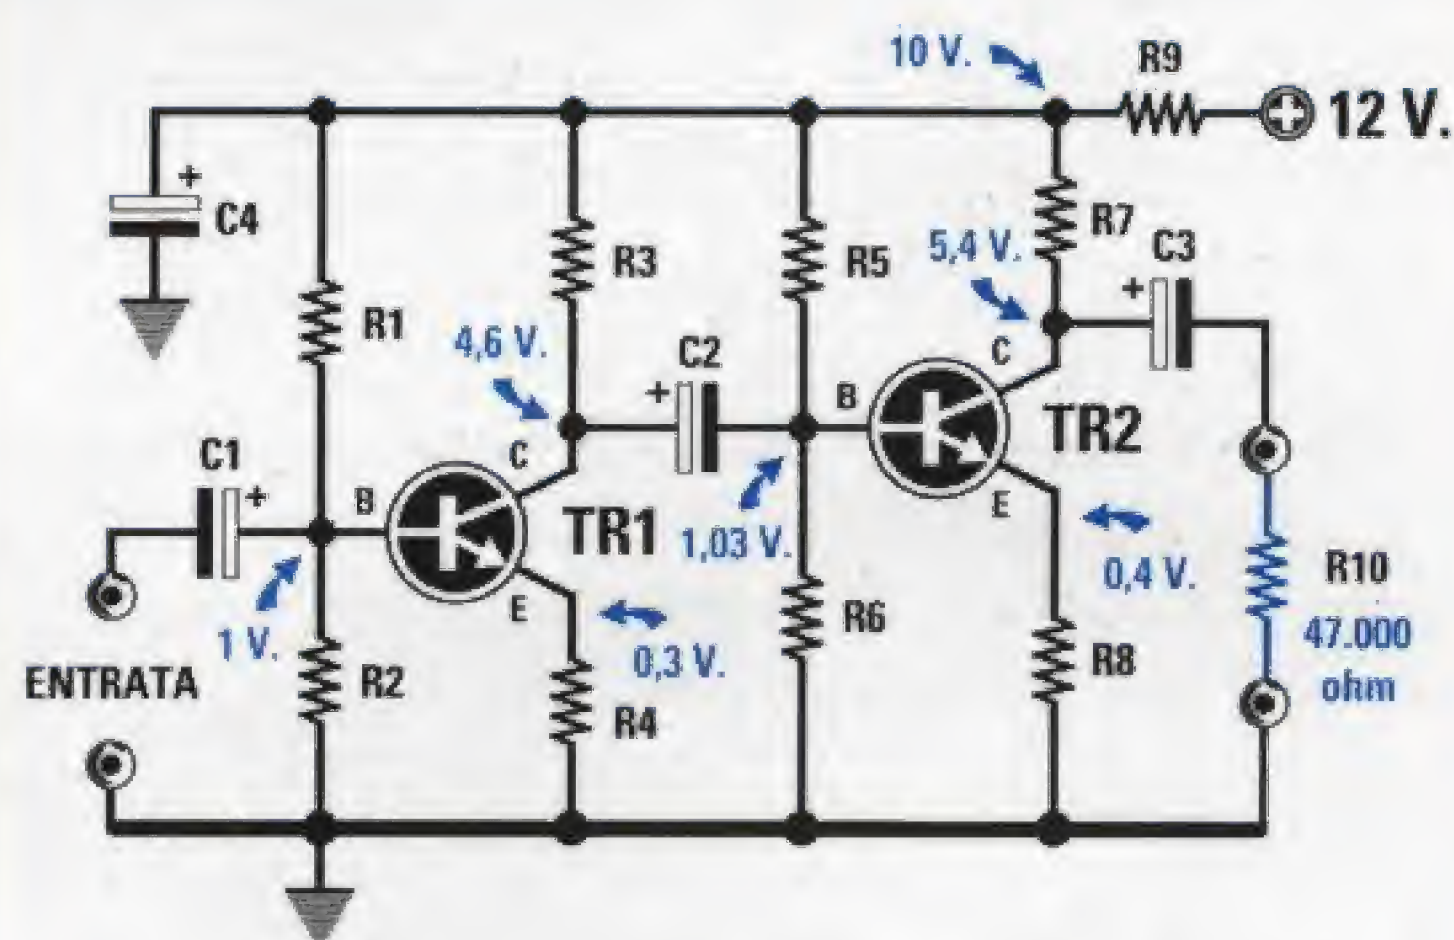 10 V.
R9
12 V.
+
C4
R3
R5
5,4 V.
R7
C3
+
R1
4,6 V.
C2
+
C
B
TR2
C1
+
B
C
TR1
1,03 V.
E
0,4 V.
R10
47.000
ohm
1 V.
E
0,3 V.
R6
R8
ENTRATA
R2
R4